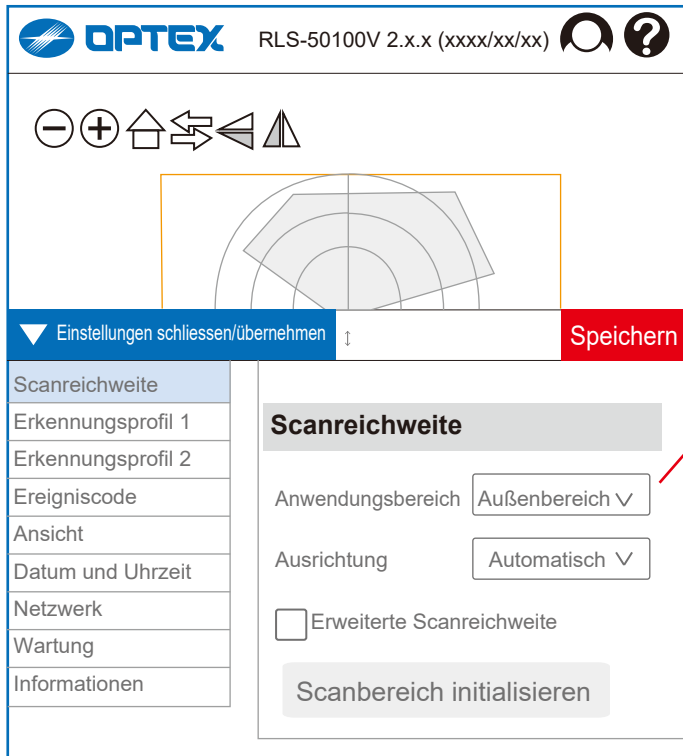 OPTEX RLS-50100V 2.x.x (xxxx/xx/xx) ?
Einstellungen schliessen/übernehmen
Speichern
Scanreichweite
Erkennungsprofil 1
Erkennungsprofil 2
Ereigniscode
Ansicht
Datum und Uhrzeit
Netzwerk
Wartung
Informationen
Scanreichweite
Anwendungsbereich Außenbereich
Ausrichtung Automatisch
Erweiterte Scanreichweite
Scanbereich initialisieren